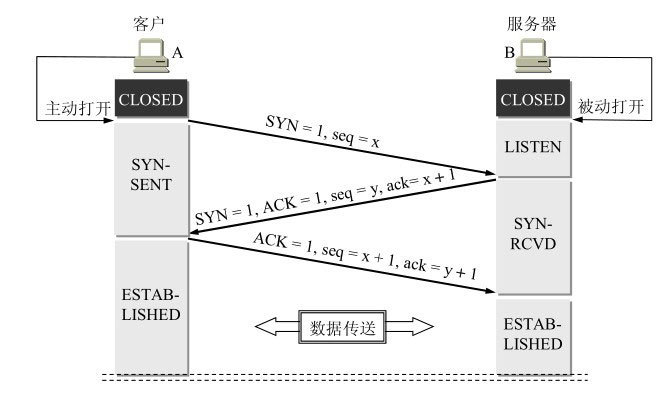 客户
服务器
A
B
CLOSED
CLOSED
主动打开
被动打开
SYN = 1, seq = x
LISTEN
SYN-
SENT
SYN = 1, ACK = 1, seq = y, ack= x + 1
SYN-
RCVD
ACK = 1, seq = x + 1, ack = y + 1
ESTAB-
LISHED
数据传送
ESTAB-
LISHED